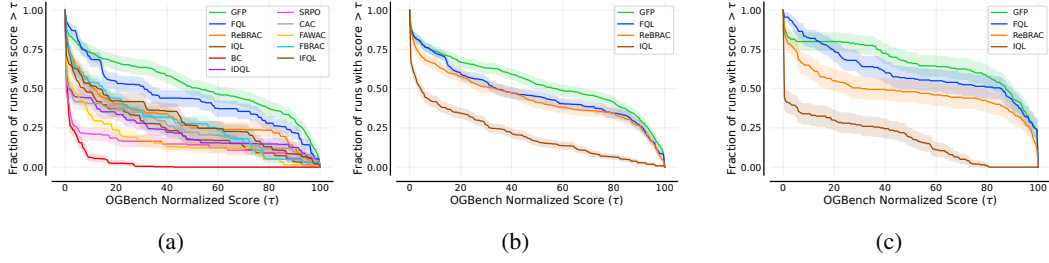 Fraction of runs with score > τ
1.00
0.75
0.50
0.25
0.00
0
20
40
60
80
100
OGBench Normalized Score (τ)
GFP
FQL
ReBRAC
IQL
BC
IDQL
SRPO
CAC
FAWAC
FBRAC
IFQL
(a)
Fraction of runs with score > τ
1.00
0.75
0.50
0.25
0.00
0
20
40
60
80
100
OGBench Normalized Score (τ)
GFP
FQL
ReBRAC
IQL
(b)
Fraction of runs with score > τ
1.00
0.75
0.50
0.25
0.00
0
20
40
60
80
100
OGBench Normalized Score (τ)
GFP
FQL
ReBRAC
IQL
(c)